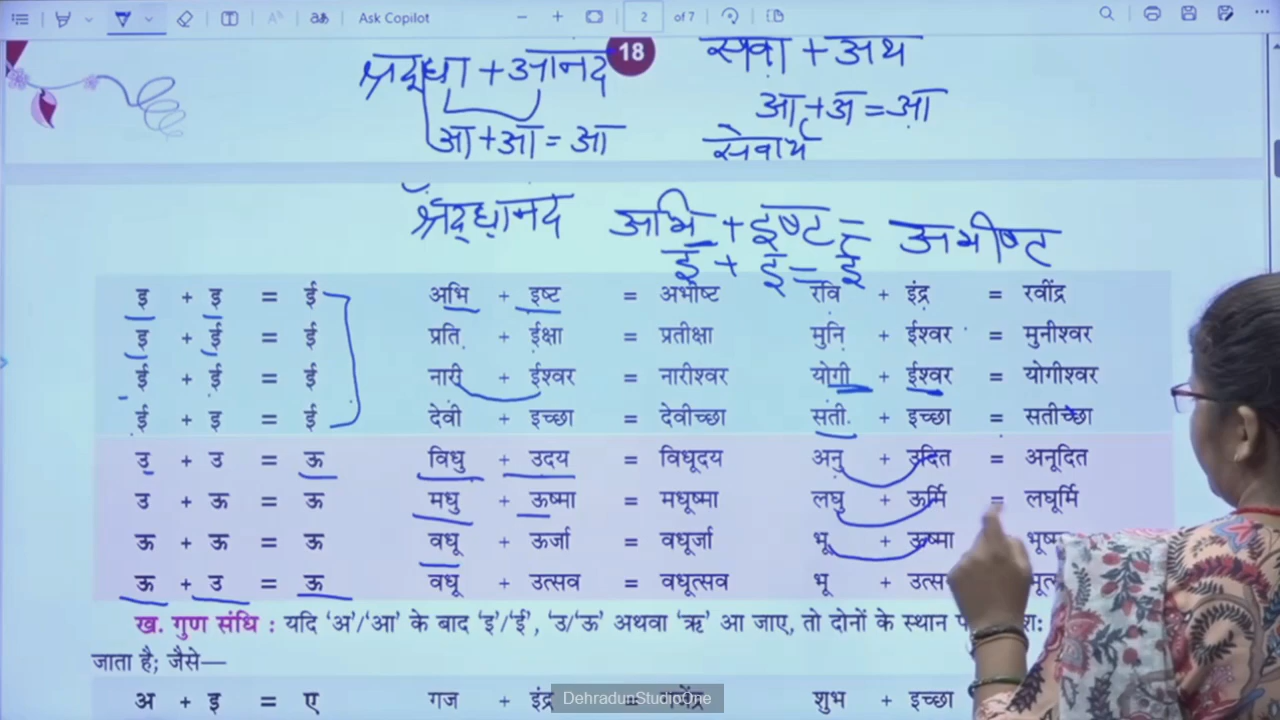 Ask Copilot 2 of 7
श्रद्धा + आनंद 18 सेवा + अर्थ
आ + आ = आ आ + अ = आ
सेवार्थ
श्रद्धानंद अभि + इष्ट = अभीष्ट
इ + इ = ई
इ + इ = ई अभि + इष्ट = अभीष्ट रवि + इंद्र = रवींद्र
इ + ई = ई प्रति + ईक्षा = प्रतीक्षा मुनि + ईश्वर = मुनीश्वर
ई + ई = ई नारी + ईश्वर = नारीश्वर योगी + ईश्वर = योगीश्वर
ई + इ = ई देवी + इच्छा = देवीच्छा सती + इच्छा = सतीच्छा
उ + उ = ऊ विधु + उदय = विधूदय अनु + उदित = अनूदित
उ + ऊ = ऊ मधु + ऊष्मा = मधूष्मा लघु + ऊर्मि = लघूर्मि
ऊ + ऊ = ऊ वधू + ऊर्जा = वधूर्जा भू + ऊष्मा
ऊ + उ = ऊ वधू + उत्सव = वधूत्सव भू +
ख. गुण संधि : यदि ‘अ’/‘आ’ के बाद ‘इ’/‘ई’, ‘उ/‘ऊ’ अथवा ‘ऋ’ आ जाए, तो दोनों के स्थान
जाता है; जैसे—
अ + इ = ए गज + इंद्र शुभ + इच्छा
DehradunStudioOne